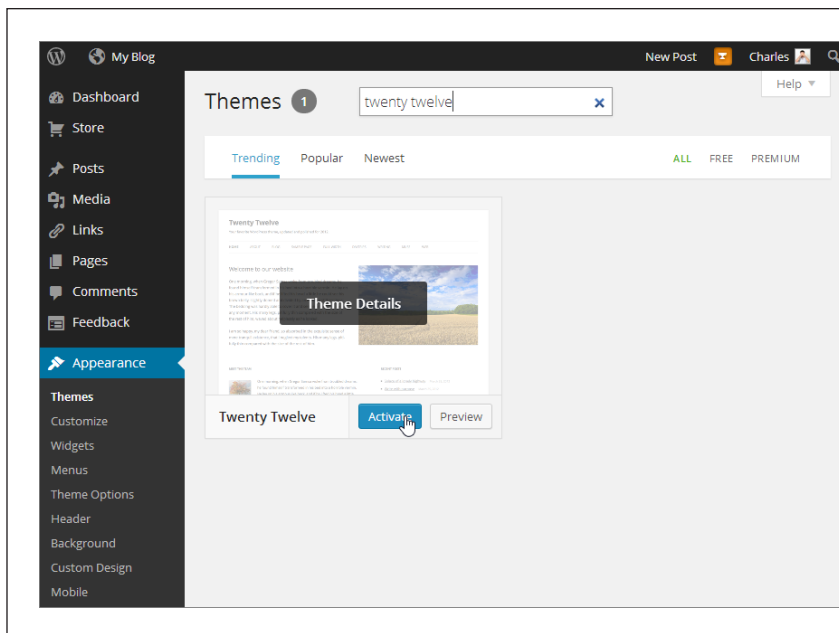 My Blog
New Post
Charles
Dashboard
Store
Posts
Media
Links
Pages
Comments
Feedback
Appearance
Themes
Customize
Widgets
Menus
Theme Options
Header
Background
Custom Design
Mobile
Themes 1
twenty twelve
Help
Trending Popular Newest
ALL FREE PREMIUM
Twenty Twelve
Welcome to our website
Theme Details
Twenty Twelve
Activate
Preview